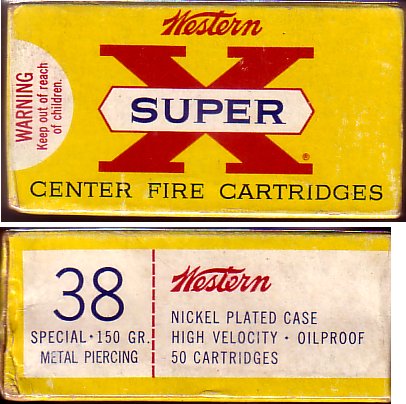 Western
WARNING
Keep out of reach
of children.
X
SUPER
®
CENTER FIRE CARTRIDGES
38
SPECIAL · 150 GR.
METAL PIERCING
Western
NICKEL PLATED CASE
HIGH VELOCITY · OILPROOF
50 CARTRIDGES